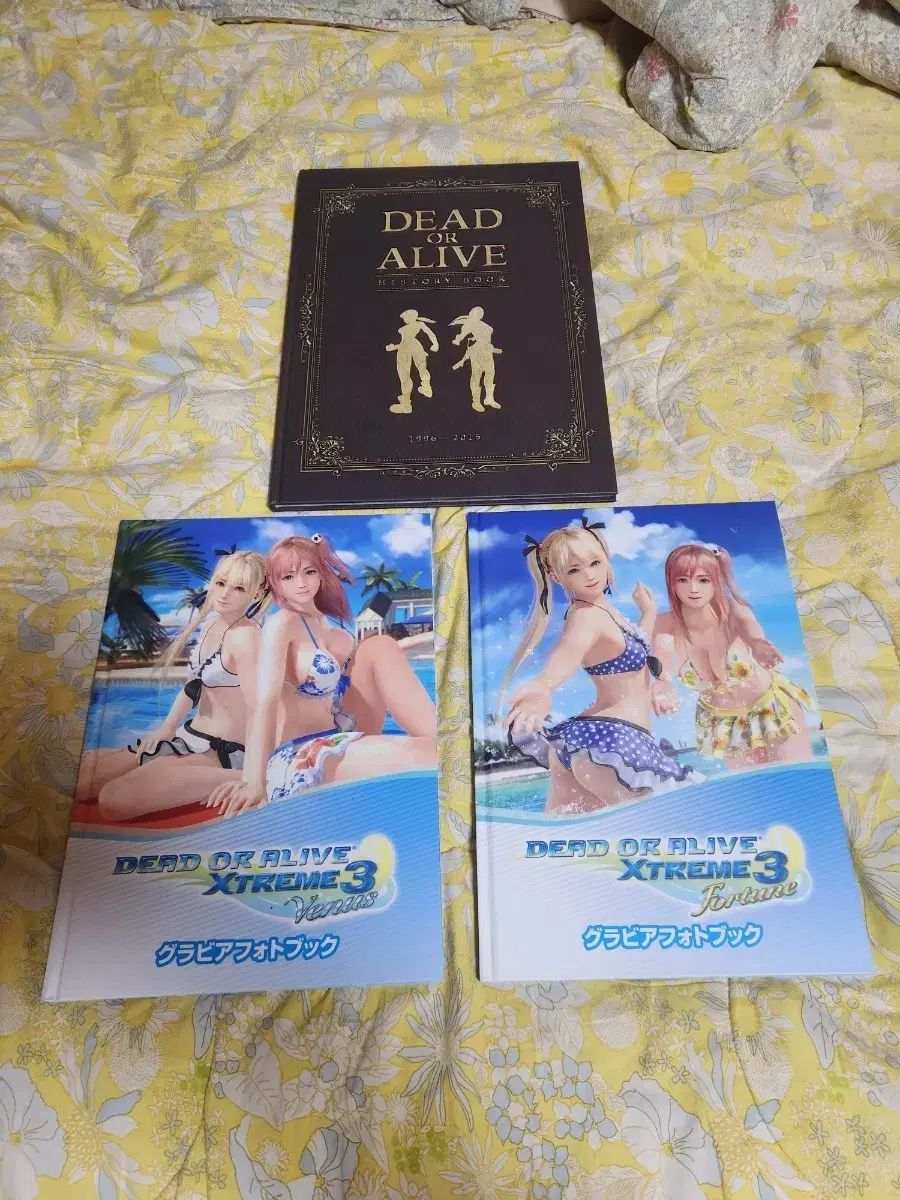 DEAD
OR
ALIVE
HISTORY BOOK
1996 - 2015
DEAD OR ALIVE
XTREME 3
Venus
グラビアフォトブック
DEAD OR ALIVE
XTREME 3
Fortune
グラビアフォトブック